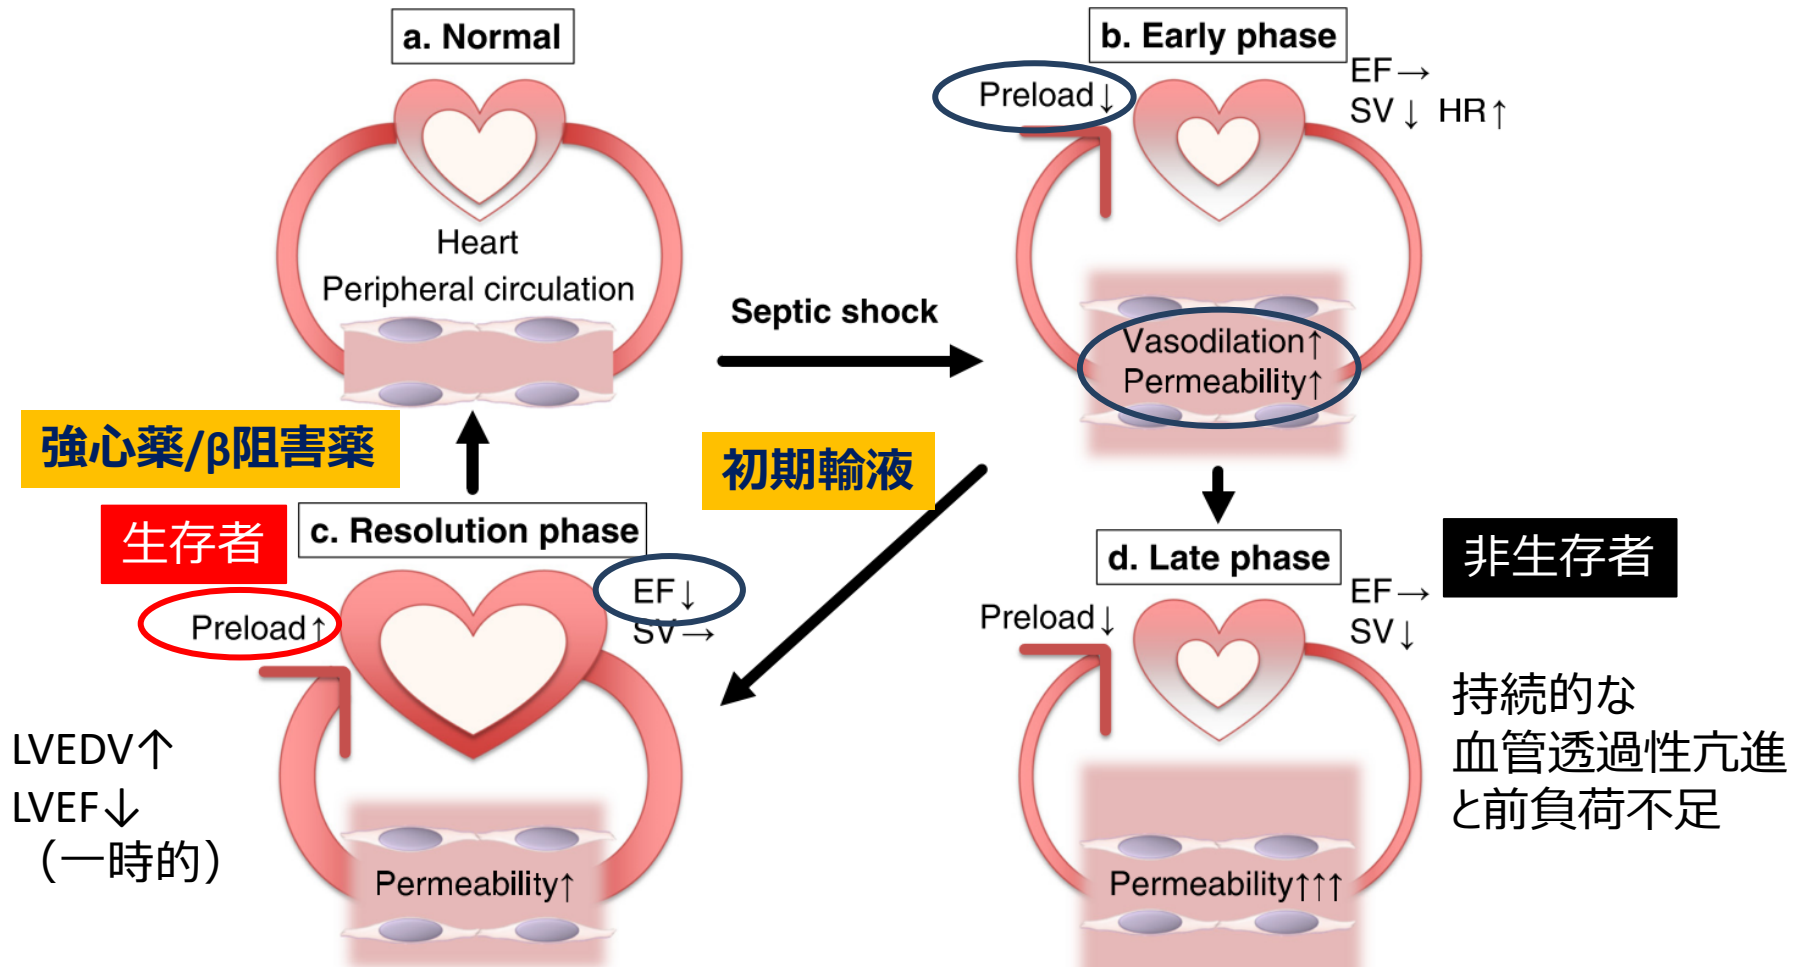 a. Normal
Heart
Peripheral circulation
Septic shock
b. Early phase
Preload↓
EF→
SV↓ HR↑
Vasodilation↑
Permeability↑
強心薬/β阻害薬
初期輸液
生存者
c. Resolution phase
Preload↑
EF↓
SV→
LVEDV↑
LVEF↓
（一時的）
Permeability↑
d. Late phase
非生存者
Preload↓
EF→
SV↓
持続的な
血管透過性亢進
と前負荷不足
Permeability↑↑↑